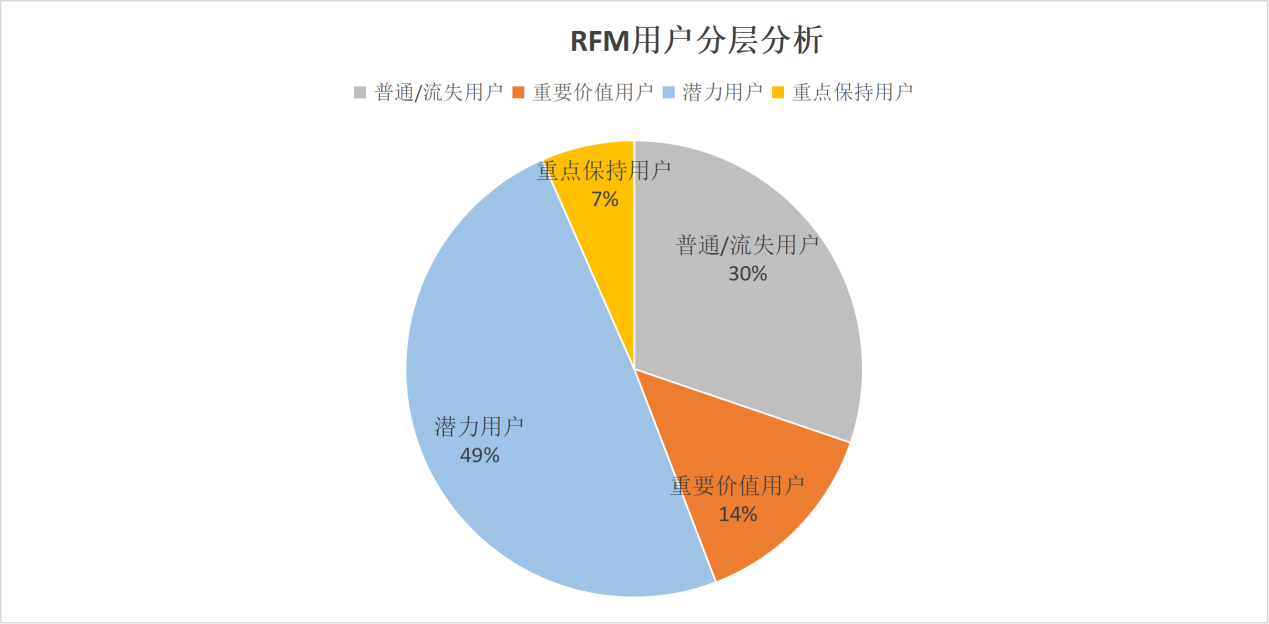 RFM用户分层分析
普通/流失用户 重要价值用户 潜力用户 重点保持用户
重点保持用户
7%
普通/流失用户
30%
潜力用户
49%
重要价值用户
14%